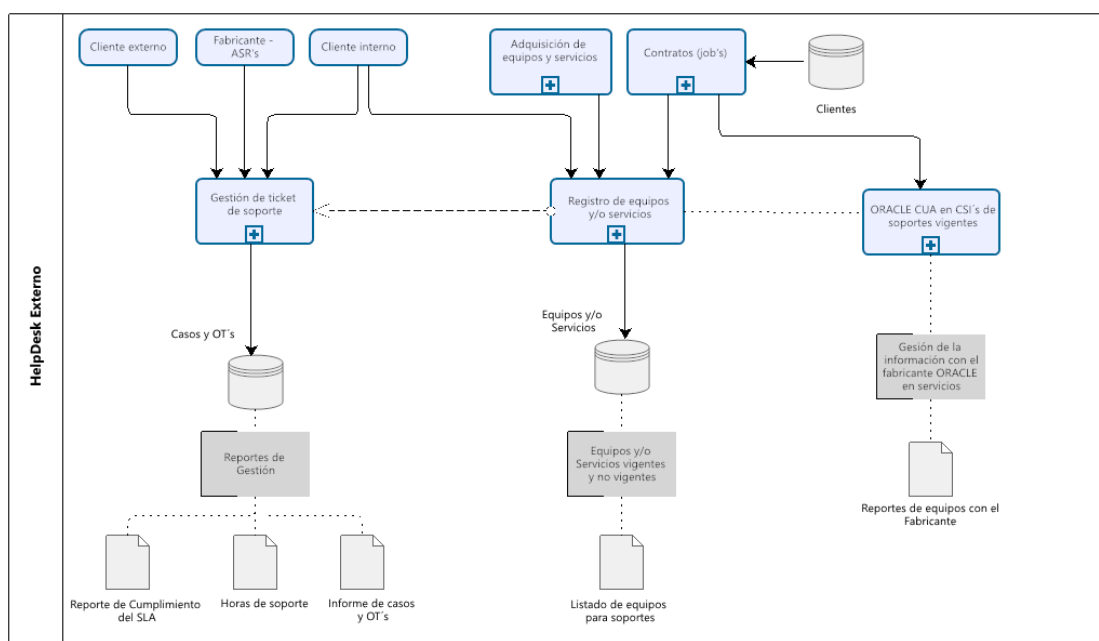 HelpDesk Externo
Cliente externo
Fabricante -
ASR's
Cliente interno
Adquisición de
equipos y servicios
Contratos (job's)
Clientes
Gestión de ticket
de soporte
Registro de equipos
y/o servicios
ORACLE CUA en CSI´s de
soportes vigentes
Casos y OT´s
Equipos y/o
Servicios
Gesión de la
información con el
fabricante ORACLE
en servicios
Reportes de
Gestión
Equipos y/o
Servicios vigentes
y no vigentes
Reportes de equipos con el
Fabricante
Reporte de Cumplimiento
del SLA
Horas de soporte
Informe de casos
y OT´s
Listado de equipos
para soportes